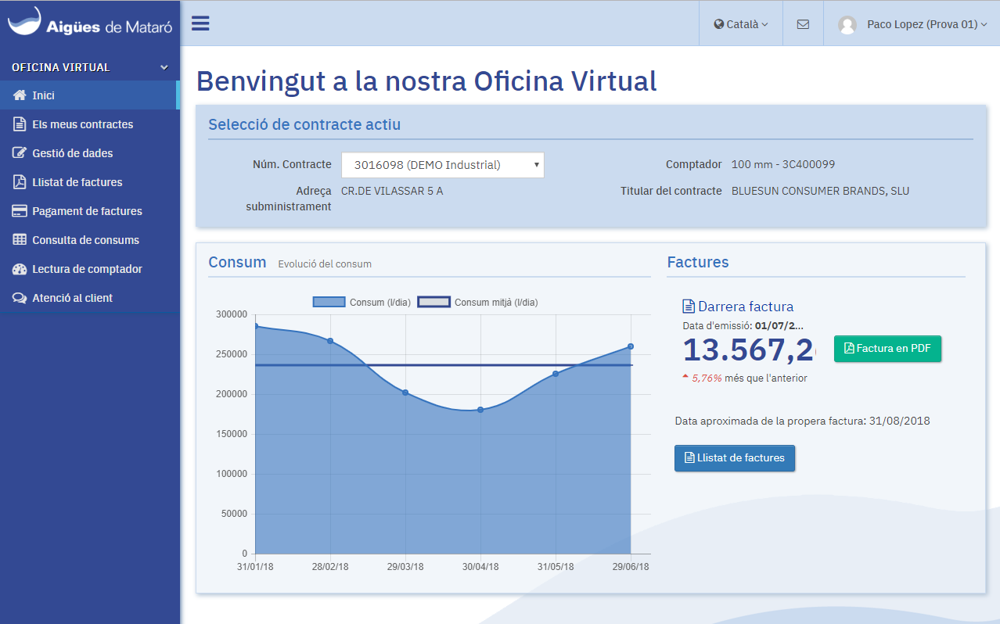 Aigües de Mataró
Català
Paco Lopez (Prova 01)
OFICINA VIRTUAL
Inici
Els meus contractes
Gestió de dades
Llistat de factures
Pagament de factures
Consulta de consums
Lectura de comptador
Atenció al client
Benvingut a la nostra Oficina Virtual
Selecció de contracte actiu
Núm. Contracte 3016098 (DEMO Industrial)
Comptador 100 mm - 3C400099
Adreça subministrament CR.DE VILASSAR 5 A
Titular del contracte BLUESUN CONSUMER BRANDS, SLU
Consum Evolució del consum
Consum (l/dia) Consum mitjà (l/dia)
300000
250000
200000
150000
100000
50000
0
31/01/18 28/02/18 29/03/18 30/04/18 31/05/18 29/06/18
Factures
Darrera factura
Data d'emissió: 01/07/2...
13.567,2
Factura en PDF
5,76% més que l'anterior
Data aproximada de la propera factura: 31/08/2018
Llistat de factures